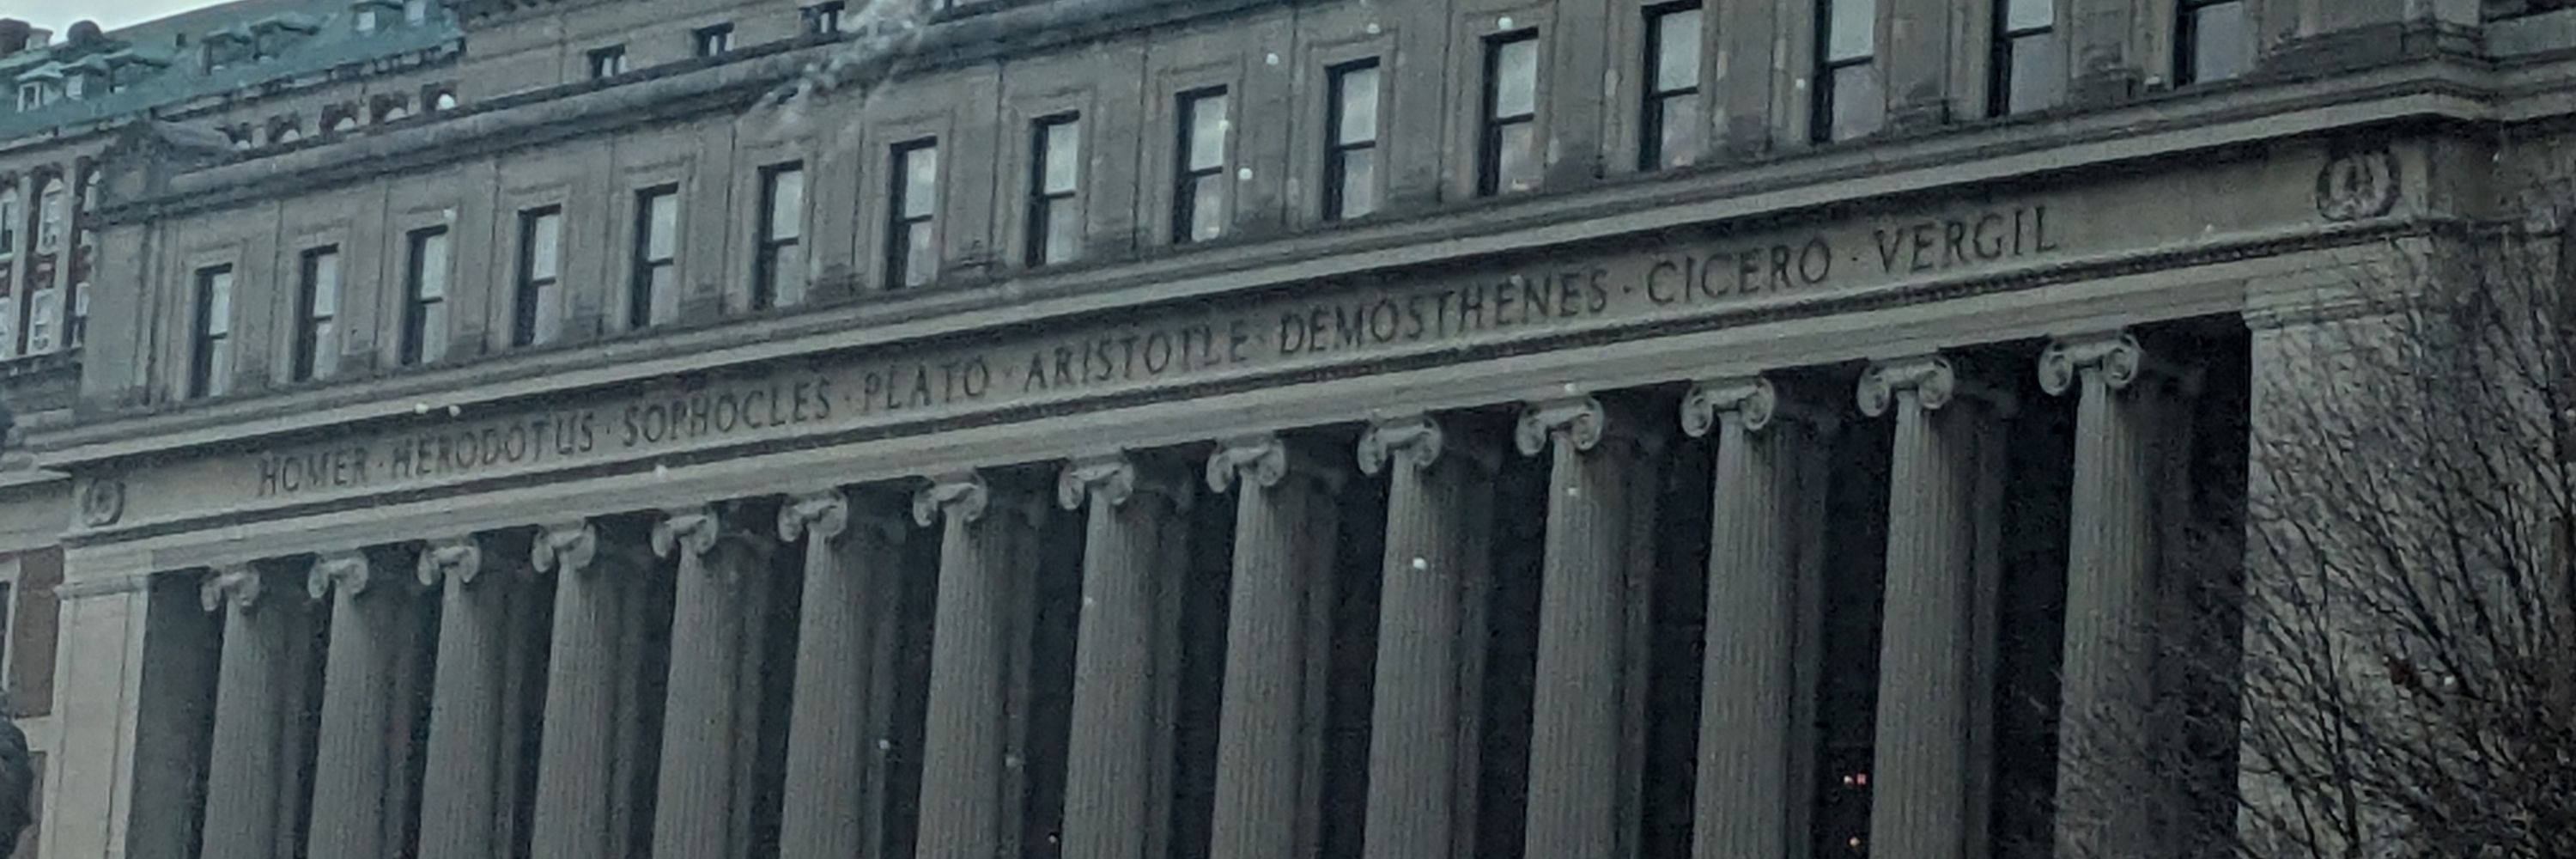 HOMER · HERODOTUS · SOPHOCLES · PLATO · ARISTOTLE · DEMOSTHENES · CICERO · VERGIL